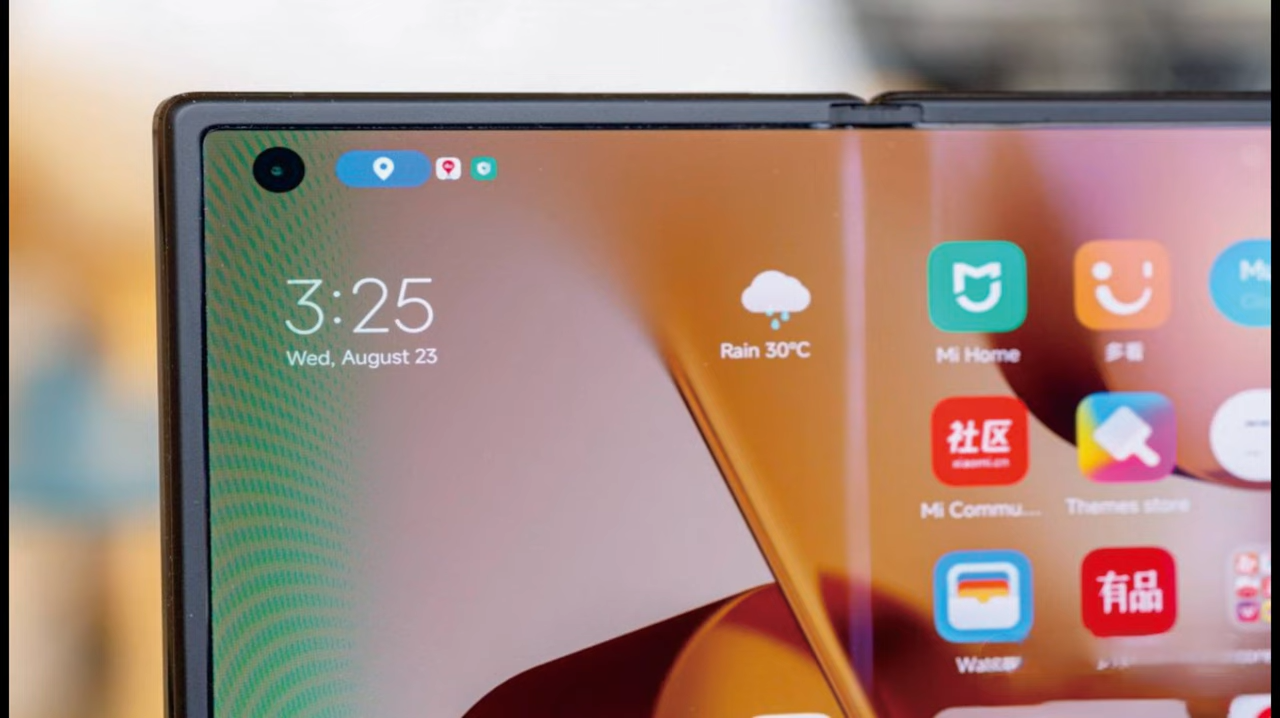 3:25
Wed, August 23
Rain 30°C
Mi Home
多看
社区
xiaomi.cn
Mi Commu...
Themes store
有品